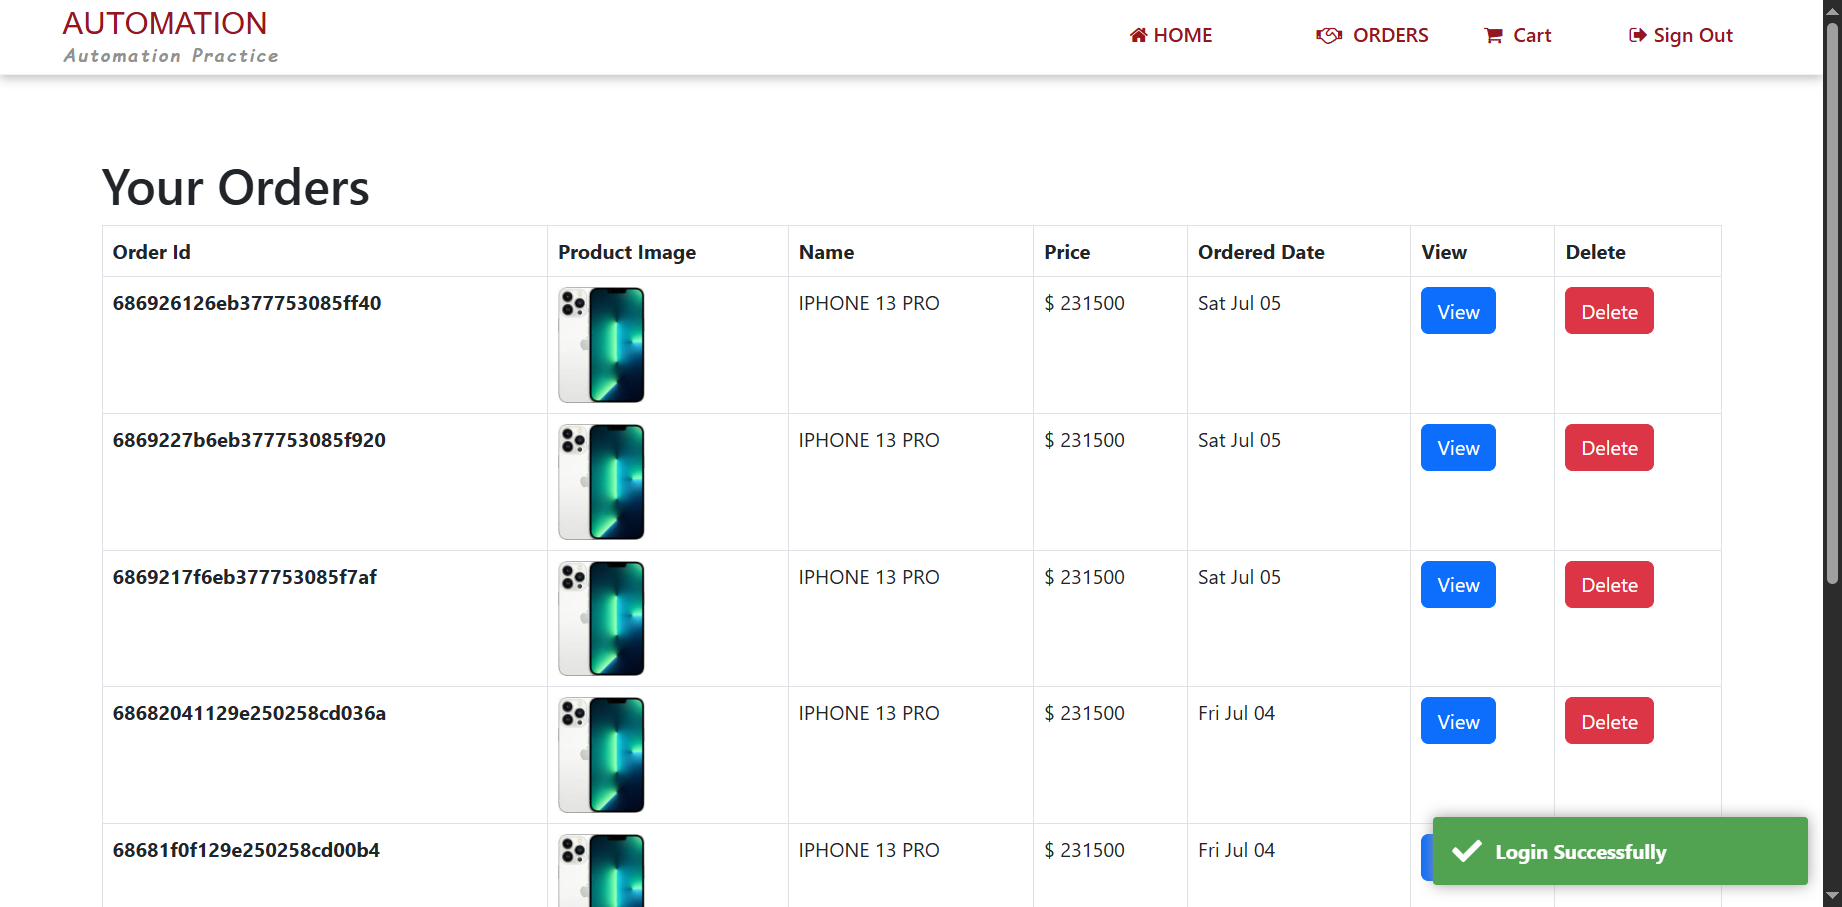 AUTOMATION
Automation Practice
HOME
ORDERS
Cart
Sign Out
Your Orders
Order Id Product Image Name Price Ordered Date View Delete
686926126eb377753085ff40 IPHONE 13 PRO $ 231500 Sat Jul 05 View Delete
6869227b6eb377753085f920 IPHONE 13 PRO $ 231500 Sat Jul 05 View Delete
6869217f6eb377753085f7af IPHONE 13 PRO $ 231500 Sat Jul 05 View Delete
68682041129e250258cd036a IPHONE 13 PRO $ 231500 Fri Jul 04 View Delete
68681f0f129e250258cd00b4 IPHONE 13 PRO $ 231500 Fri Jul 04
Login Successfully